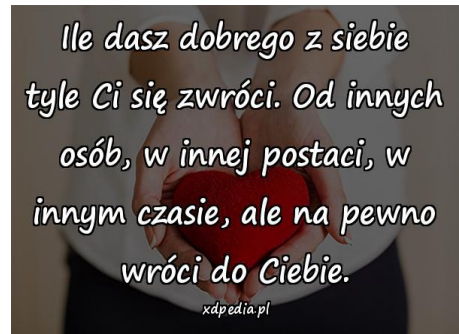 Ile dasz dobrego z siebie
tyle Ci się zwróci. Od innych
osób, w innej postaci, w
innym czasie, ale na pewno
wróci do Ciebie.
xdpedia.pl